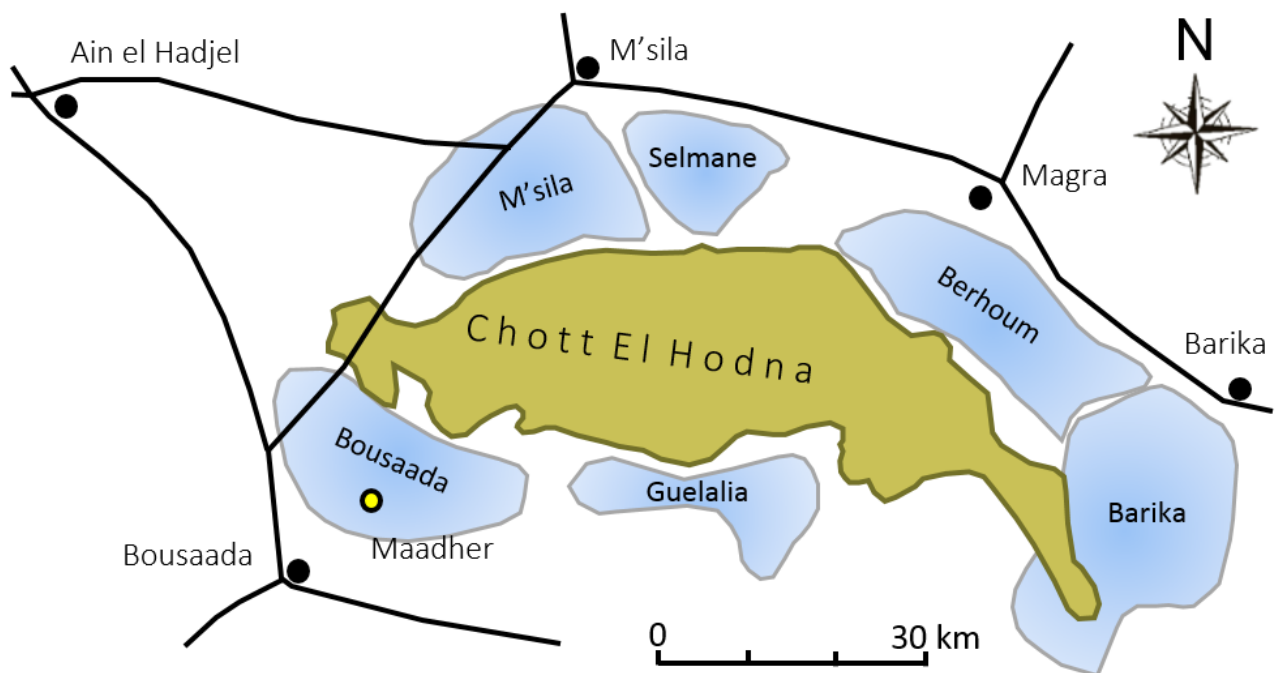 M’sila
N
Ain el Hadjel
Selmane
M’sila
Magra
Berhoum
Chott El Hodna
Barika
Bousaada
Guelalia
Barika
Maadher
Bousaada
0 30 km